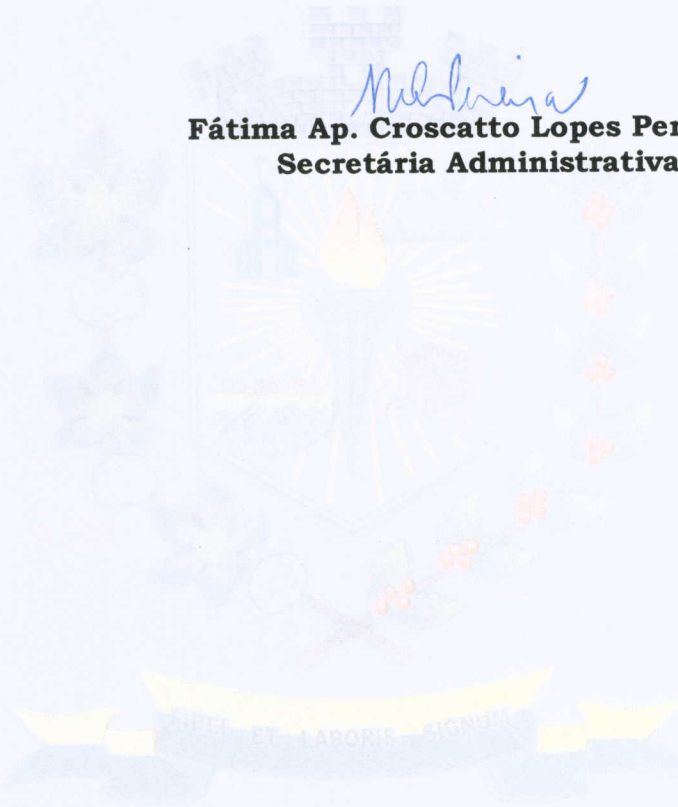 Fátima Ap. Croscatto Lopes Per
Secretária Administrativa
FIDEI ET LABORIS SIGNUM